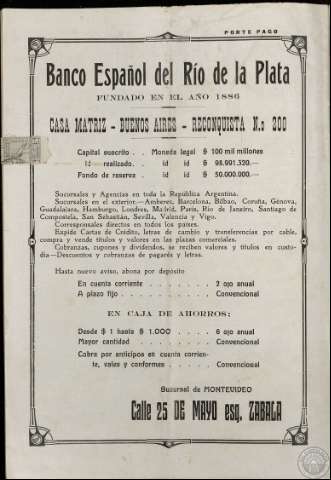 PORTE PAGO
Banco Español del Río de la Plata
FUNDADO EN EL AÑO 1886
CASA MATRIZ - BUENOS AIRES - RECONQUISTA N.o 200
Capital suscrito . . Moneda legal $ 100 mil millones
Id realizado. . id id $ 98.901.320.—
Fondo de reserva . id id $ 50.000.000.—
Sucursales y Agencias en toda la República Argentina.
Sucursales en el exterior.—Amberes, Barcelona, Bilbao, Coruña, Génova,
Guadalajara, Hamburgo, Londres, Madrid, París, Río de Janeiro, Santiago de
Compostela, San Sebastián, Sevilla, Valencia y Vigo.
Corresponsales directos en todos los países.
Expide Cartas de Crédito, letras de cambio y transferencias por cable,
compra y vende títulos y valores en las plazas comerciales.
Cobranzas, cupones y dividendos, se reciben valores y títulos en custo-
dia—Descuentos y cobranzas de pagarés y letras.
Hasta nuevo aviso, abona por depósito
En cuenta corriente . . . . . 2 ojo anual
A plazo fijo . . . . . . . Convencional
EN CAJA DE AHORROS:
Desde $ 1 hasta $ 1.000 . . . . 6 ojo anual
Mayor cantidad . . . . . . Convencional
Cobra por anticipos en cuenta corrien-
te, vales y conformes . . . . . Convencional
Sucursal de MONTEVIDEO
Calle 25 DE MAYO esq. ZABALA